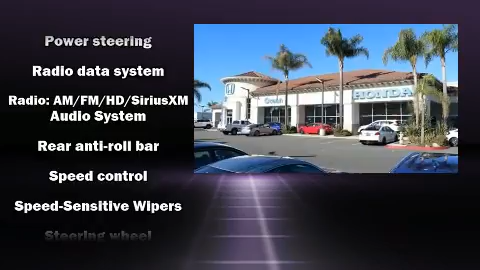 Power steering
Radio data system
Radio: AM/FM/HD/SiriusXM
Audio System
Rear anti-roll bar
Speed control
Speed-Sensitive Wipers
Steering wheel
HONDA